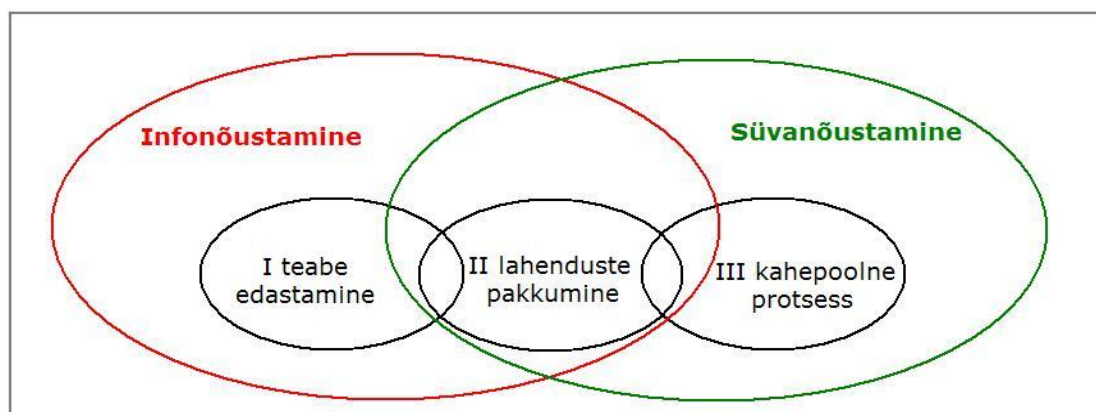 Infonõustamine
Süvanõustamine
I teabe
edastamine
II lahenduste
pakkumine
III kahepoolne
protsess